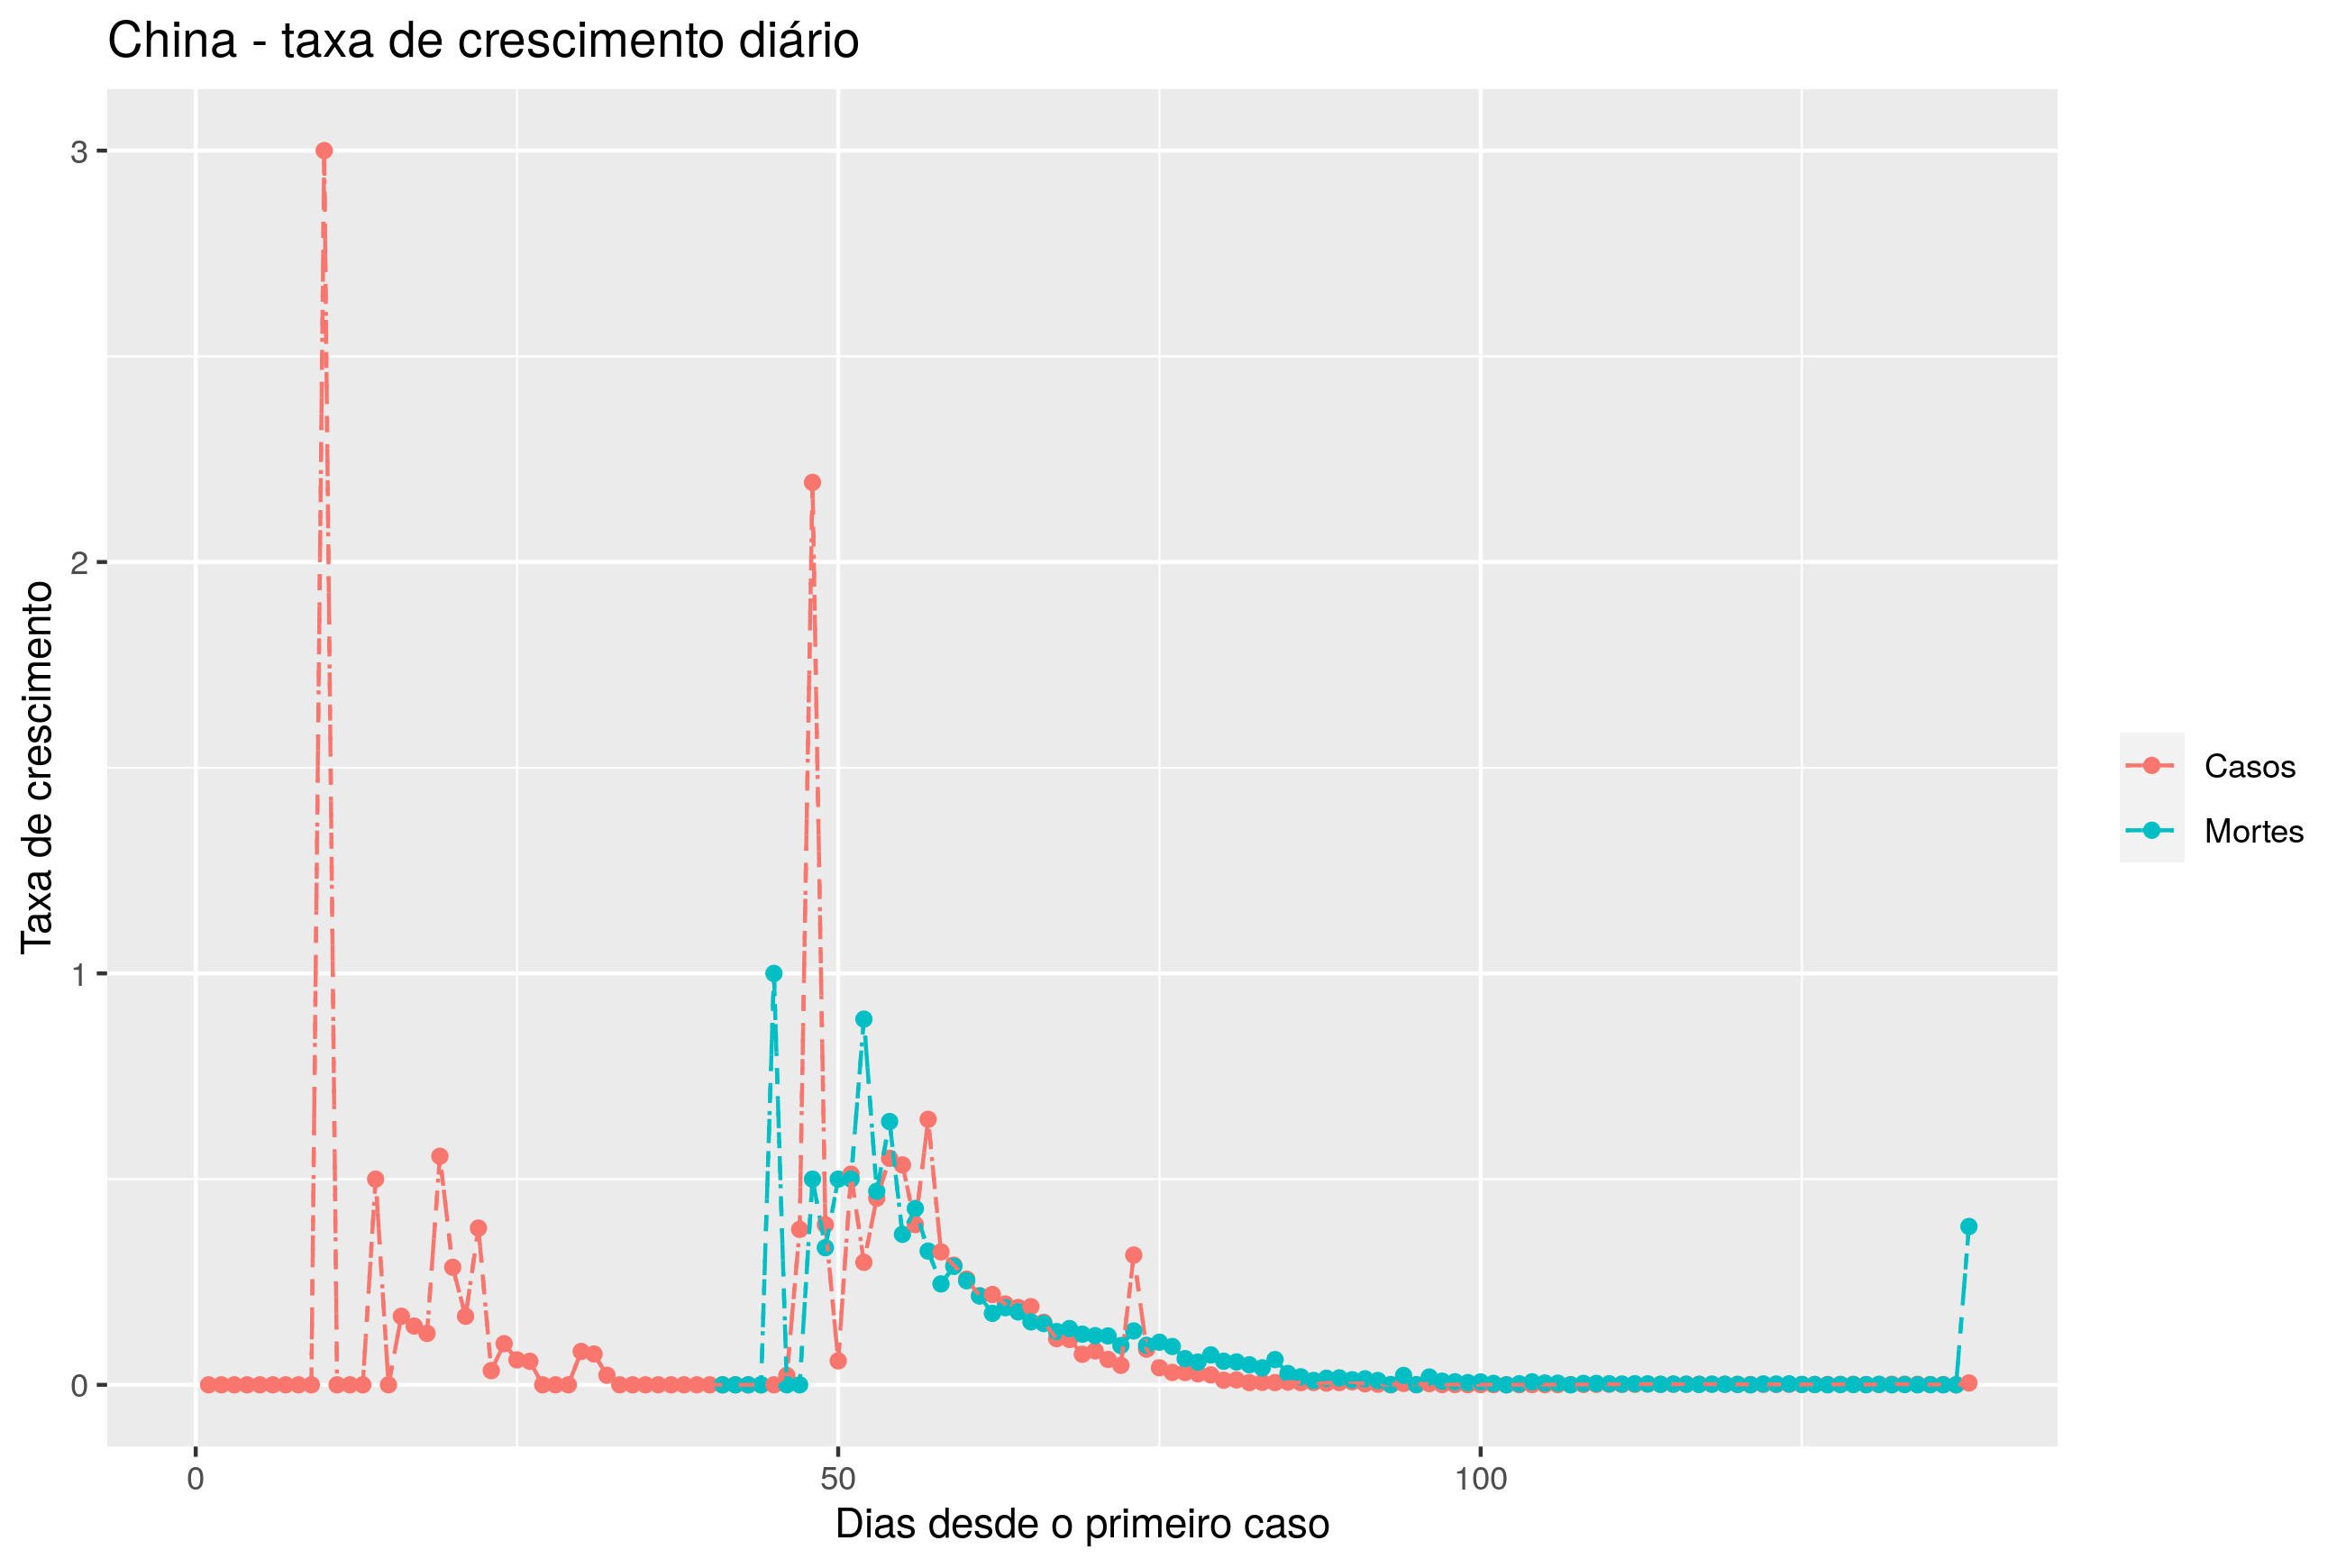 China - taxa de crescimento diário
Taxa de crescimento
3
2
1
0
0
50
100
Dias desde o primeiro caso
Casos
Mortes